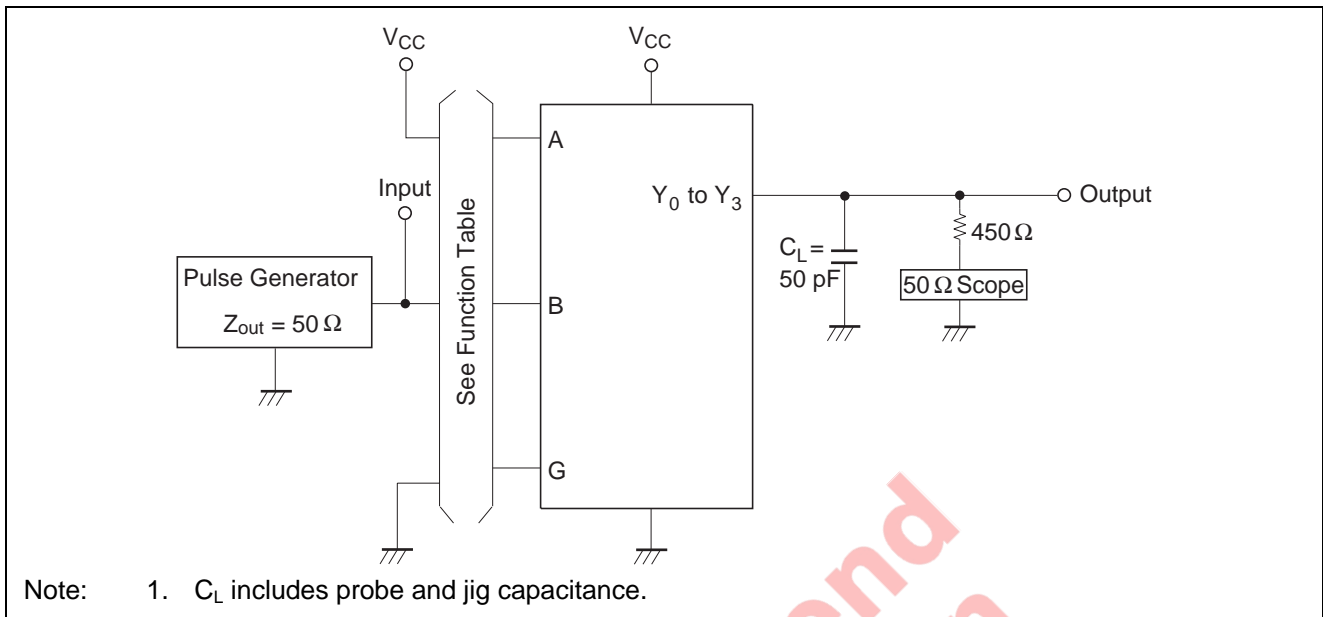 VCC
VCC
A
Input
Y0 to Y3
Output
450 Ω
CL =
50 pF
50 Ω Scope
Pulse Generator
Zout = 50 Ω
See Function Table
B
G
Note: 1. CL includes probe and jig capacitance.